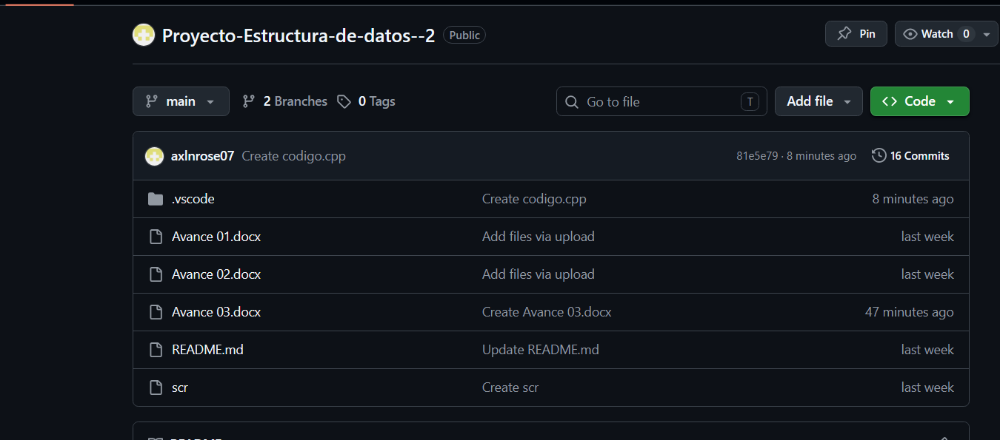 Proyecto-Estructura-de-datos--2 Public Pin Watch 0
main 2 Branches 0 Tags Go to file T Add file Code
axlnrose07 Create codigo.cpp 81e5e79 · 8 minutes ago 16 Commits
.vscode Create codigo.cpp 8 minutes ago
Avance 01.docx Add files via upload last week
Avance 02.docx Add files via upload last week
Avance 03.docx Create Avance 03.docx 47 minutes ago
README.md Update README.md last week
scr Create scr last week